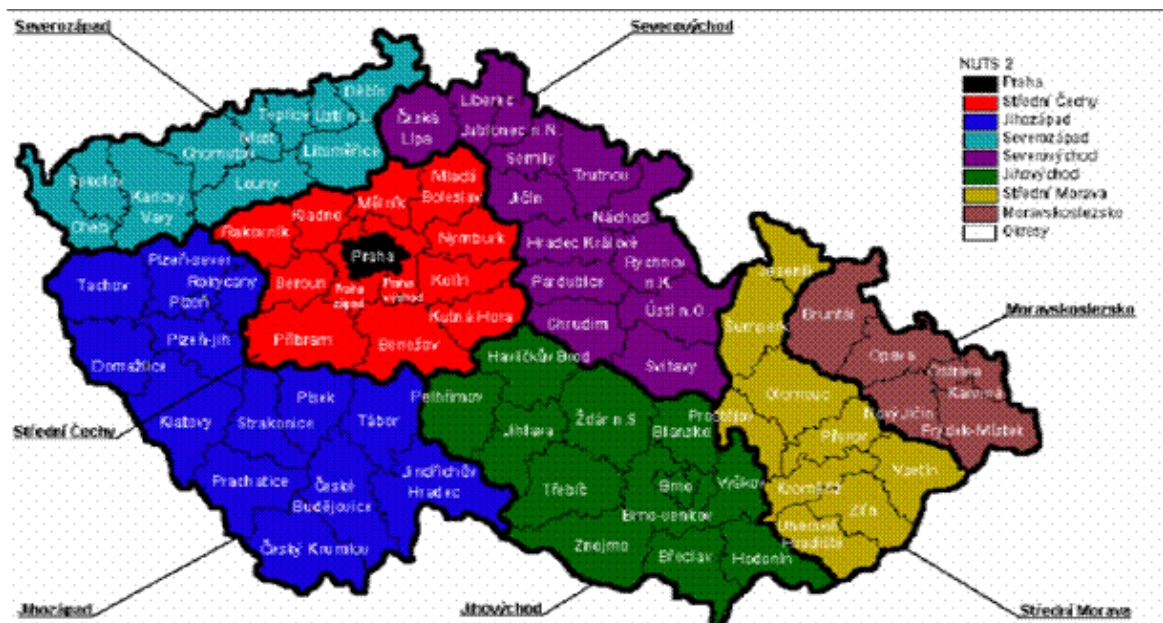 Severozápad
Severovýchod
NUTS 2
Praha
Střední Čechy
Jihozápad
Severozápad
Severovýchod
Jihovýchod
Střední Morava
Moravskoslezsko
Okresy
Děčín
Liberec
Teplice
Ústí n.L.
Česká
Lípa
Jablonec n.N.
Most
Chomutov
Litoměřice
Semily
Trutnov
Sokolov
Karlovy
Vary
Louny
Mladá
Boleslav
Mělník
Jičín
Kladno
Náchod
Cheb
Rakovník
Nymburk
Hradec Králové
Praha
Plzeň-sever
Rychnov
n.K.
Jeseník
Tachov
Rokycany
Beroun
Praha
západ
Praha
východ
Kolín
Pardubice
Plzeň
Ústí n.O.
Bruntál
Moravskoslezsko
Kutná Hora
Chrudim
Šumperk
Plzeň-jih
Příbram
Benešov
Havlíčkův Brod
Svitavy
Opava
Ostrava
Domažlice
Karviná
Písek
Pelhřimov
Olomouc
Klatovy
Strakonice
Tábor
Žďár n.S
Prostějov
Nový Jičín
Střední Čechy
Jihlava
Blansko
Přerov
Frýdek-Místek
Jindřichův
Hradec
Vsetín
Prachatice
České
Budějovice
Třebíč
Brno
Vyškov
Kroměříž
Zlín
Brno-venkov
Uherské
Hradiště
Český Krumlov
Znojmo
Břeclav
Hodonín
Jihozápad
Jihovýchod
Střední Morava